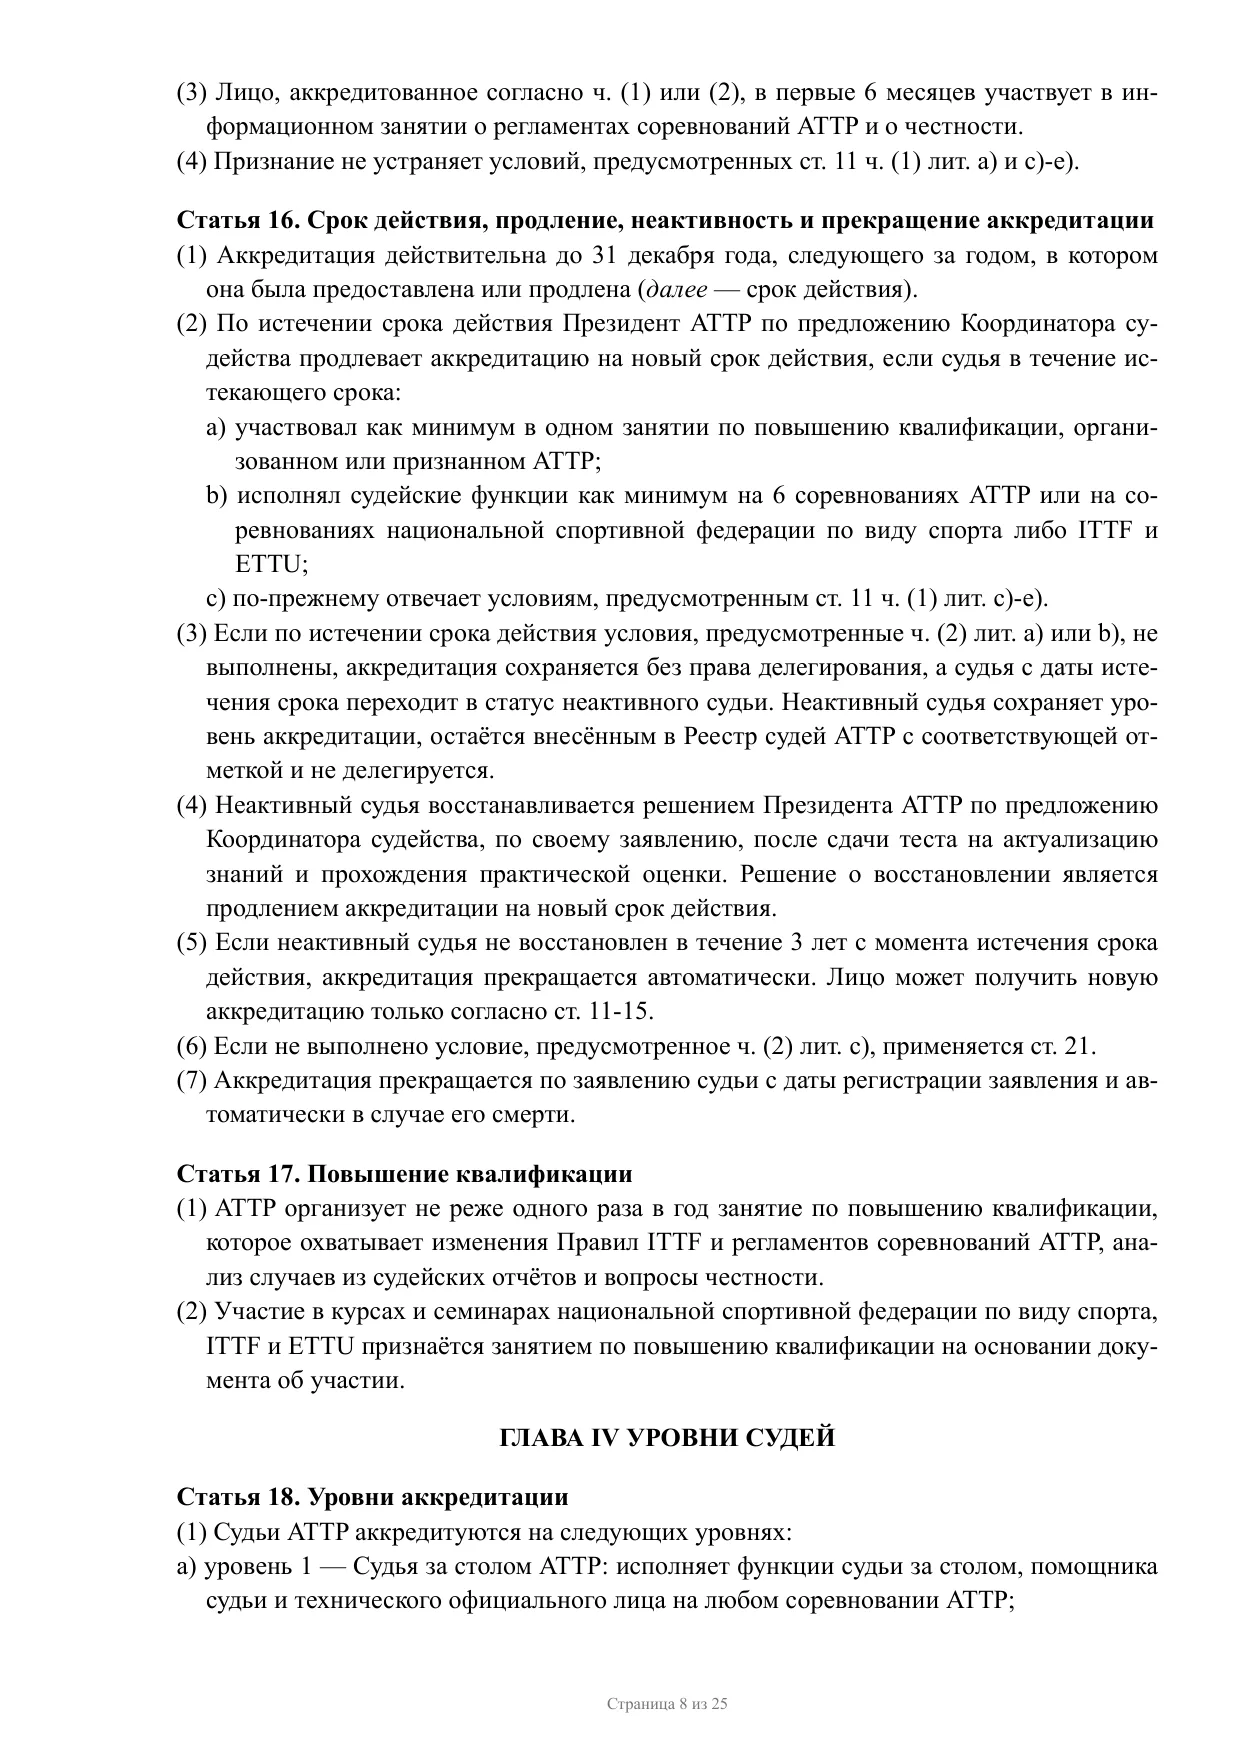 (3) Лицо, аккредитованное согласно ч. (1) или (2), в первые 6 месяцев участвует в ин-
формационном занятии о регламентах соревнований ATTP и о честности.
(4) Признание не устраняет условий, предусмотренных ст. 11 ч. (1) лит. a) и c)-e).
Статья 16. Срок действия, продление, неактивность и прекращение аккредитации
(1) Аккредитация действительна до 31 декабря года, следующего за годом, в котором
она была предоставлена или продлена (далее — срок действия).
(2) По истечении срока действия Президент ATTP по предложению Координатора су-
действа продлевает аккредитацию на новый срок действия, если судья в течение ис-
текающего срока:
a) участвовал как минимум в одном занятии по повышению квалификации, органи-
зованном или признанном ATTP;
b) исполнял судейские функции как минимум на 6 соревнованиях ATTP или на со-
ревнованиях национальной спортивной федерации по виду спорта либо ITTF и
ETTU;
c) по-прежнему отвечает условиям, предусмотренным ст. 11 ч. (1) лит. c)-e).
(3) Если по истечении срока действия условия, предусмотренные ч. (2) лит. a) или b), не
выполнены, аккредитация сохраняется без права делегирования, а судья с даты исте-
чения срока переходит в статус неактивного судьи. Неактивный судья сохраняет уро-
вень аккредитации, остаётся внесённым в Реестр судей ATTP с соответствующей от-
меткой и не делегируется.
(4) Неактивный судья восстанавливается решением Президента ATTP по предложению
Координатора судейства, по своему заявлению, после сдачи теста на актуализацию
знаний и прохождения практической оценки. Решение о восстановлении является
продлением аккредитации на новый срок действия.
(5) Если неактивный судья не восстановлен в течение 3 лет с момента истечения срока
действия, аккредитация прекращается автоматически. Лицо может получить новую
аккредитацию только согласно ст. 11-15.
(6) Если не выполнено условие, предусмотренное ч. (2) лит. c), применяется ст. 21.
(7) Аккредитация прекращается по заявлению судьи с даты регистрации заявления и ав-
томатически в случае его смерти.
Статья 17. Повышение квалификации
(1) ATTP организует не реже одного раза в год занятие по повышению квалификации,
которое охватывает изменения Правил ITTF и регламентов соревнований ATTP, ана-
лиз случаев из судейских отчётов и вопросы честности.
(2) Участие в курсах и семинарах национальной спортивной федерации по виду спорта,
ITTF и ETTU признаётся занятием по повышению квалификации на основании доку-
мента об участии.
ГЛАВА IV УРОВНИ СУДЕЙ
Статья 18. Уровни аккредитации
(1) Судьи ATTP аккредитуются на следующих уровнях:
a) уровень 1 — Судья за столом ATTP: исполняет функции судьи за столом, помощника
судьи и технического официального лица на любом соревновании ATTP;
Страница 8 из 25